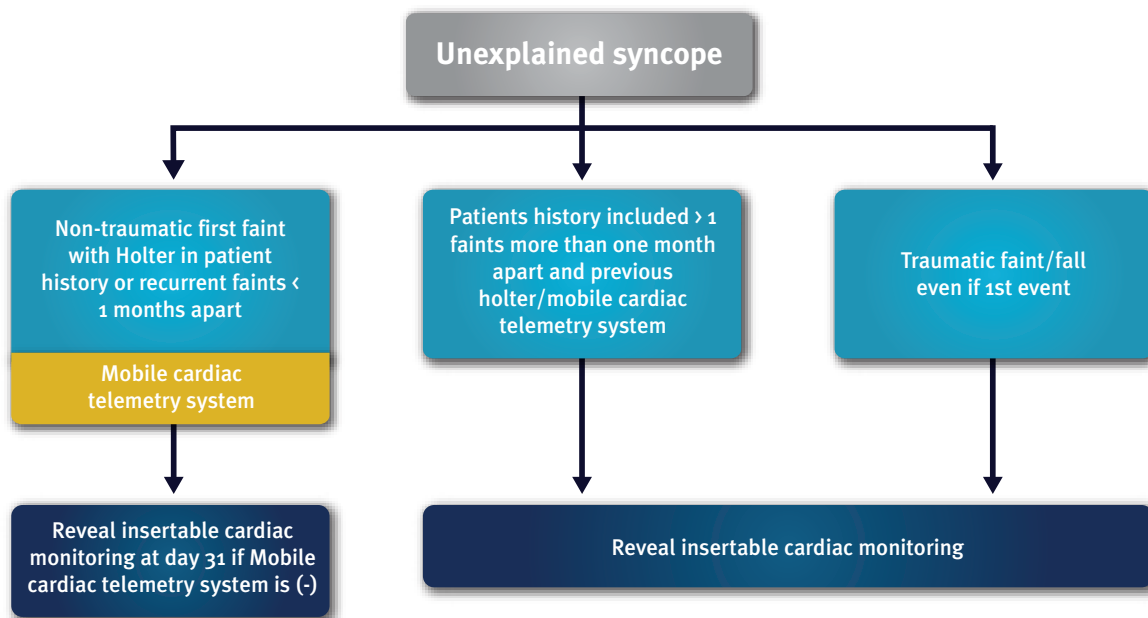 Unexplained syncope
Non-traumatic first faint
with Holter in patient
history or recurrent faints <
1 months apart
Mobile cardiac
telemetry system
Patients history included > 1
faints more than one month
apart and previous
holter/mobile cardiac
telemetry system
Traumatic faint/fall
even if 1st event
Reveal insertable cardiac
monitoring at day 31 if Mobile
cardiac telemetry system is (-)
Reveal insertable cardiac monitoring